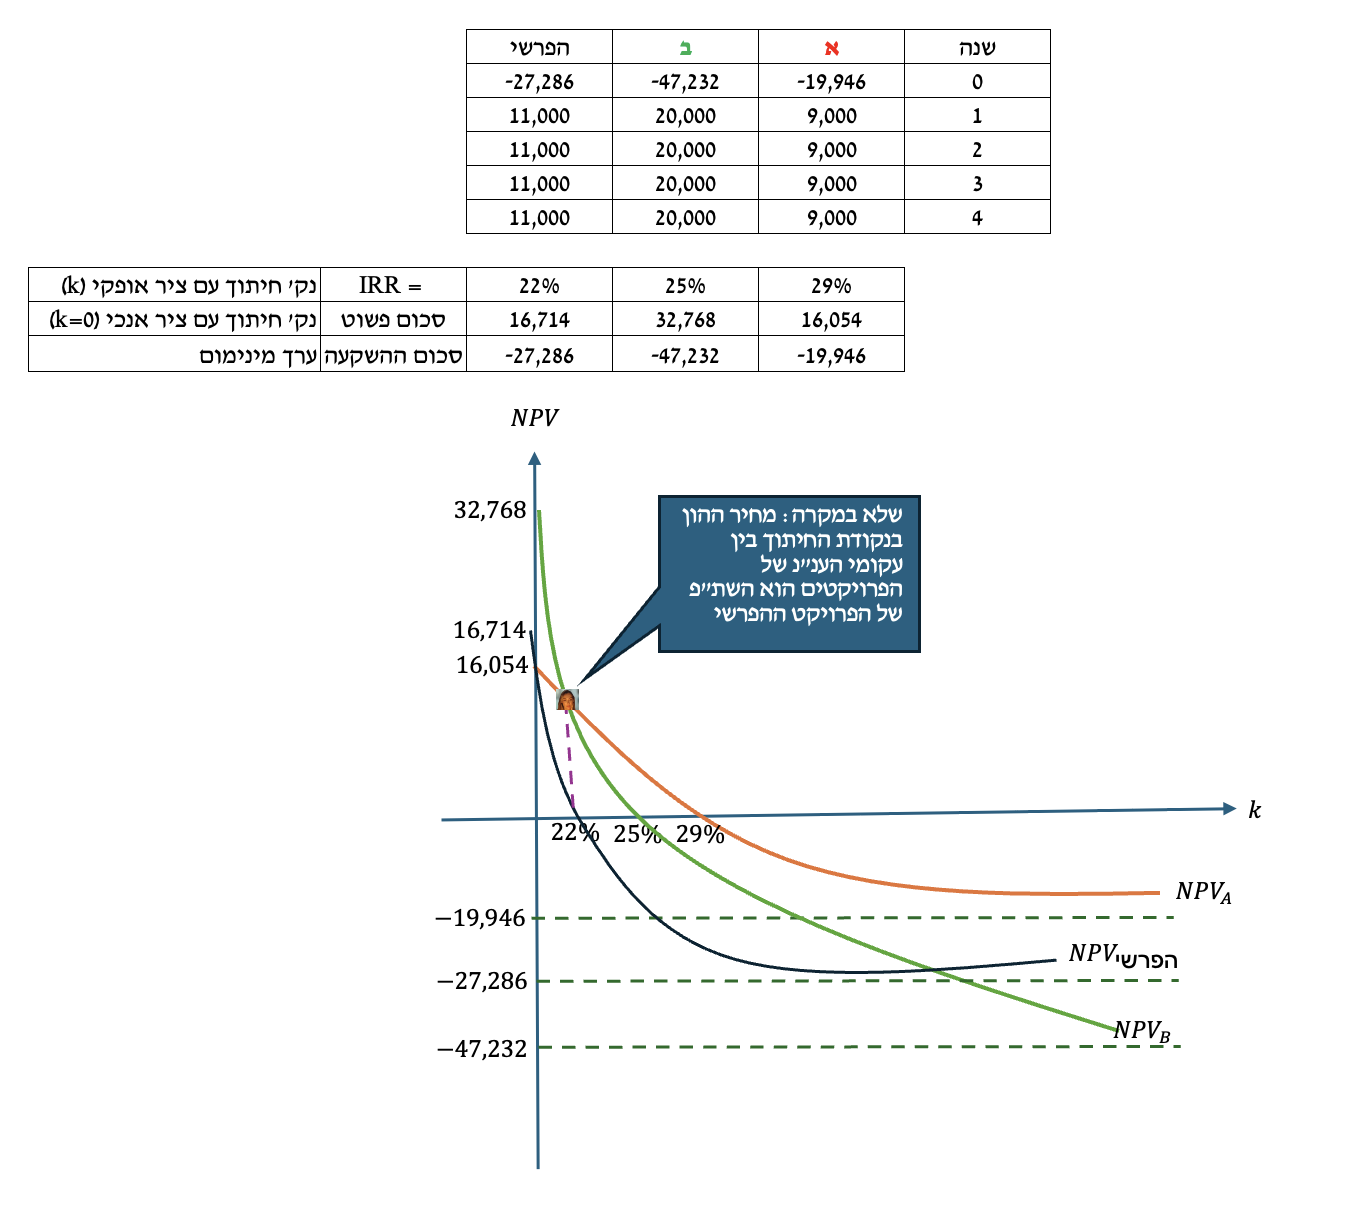 שנה א ב הפרשי
0 -19,946 -47,232 -27,286
1 9,000 20,000 11,000
2 9,000 20,000 11,000
3 9,000 20,000 11,000
4 9,000 20,000 11,000
29% 25% 22% IRR = נק' חיתוך עם ציר אופקי (k)
16,054 32,768 16,714 סכום פשוט נק' חיתוך עם ציר אנכי (k=0)
-19,946 -47,232 -27,286 סכום ההשקעה ערך מינימום
NPV
32,768
שלא במקרה: מחיר ההון
בנקודת החיתוך בין
עקומי הענ"נ של
הפרויקטים הוא השת"פ
של הפרויקט ההפרשי
16,714
16,054
k
22% 25% 29%
NPV_A
−19,946
NPV_הפרשי
−27,286
NPV_B
−47,232